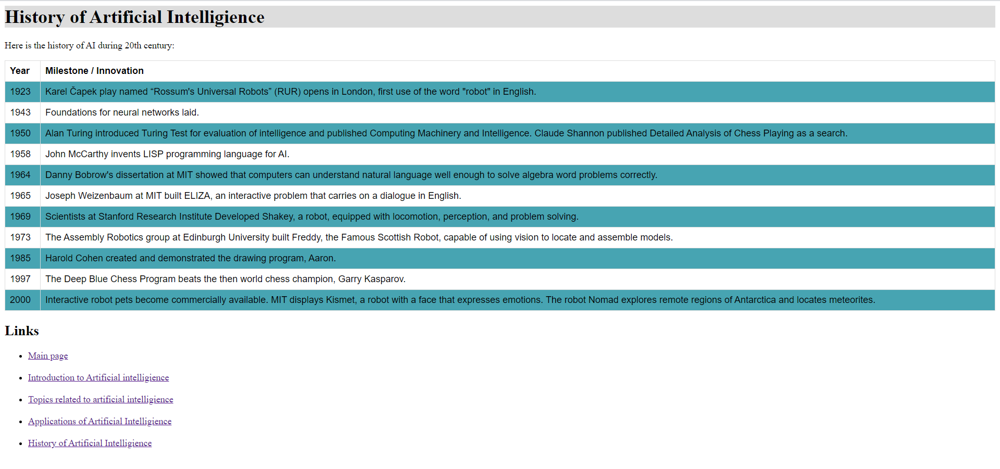 History of Artificial Intelligience
Here is the history of AI during 20th century:
Year Milestone / Innovation
1923 Karel Čapek play named “Rossum's Universal Robots” (RUR) opens in London, first use of the word "robot" in English.
1943 Foundations for neural networks laid.
1950 Alan Turing introduced Turing Test for evaluation of intelligence and published Computing Machinery and Intelligence. Claude Shannon published Detailed Analysis of Chess Playing as a search.
1958 John McCarthy invents LISP programming language for AI.
1964 Danny Bobrow's dissertation at MIT showed that computers can understand natural language well enough to solve algebra word problems correctly.
1965 Joseph Weizenbaum at MIT built ELIZA, an interactive problem that carries on a dialogue in English.
1969 Scientists at Stanford Research Institute Developed Shakey, a robot, equipped with locomotion, perception, and problem solving.
1973 The Assembly Robotics group at Edinburgh University built Freddy, the Famous Scottish Robot, capable of using vision to locate and assemble models.
1985 Harold Cohen created and demonstrated the drawing program, Aaron.
1997 The Deep Blue Chess Program beats the then world chess champion, Garry Kasparov.
2000 Interactive robot pets become commercially available. MIT displays Kismet, a robot with a face that expresses emotions. The robot Nomad explores remote regions of Antarctica and locates meteorites.
Links
• Main page
• Introduction to Artificial intelligience
• Topics related to artificial intelligience
• Applications of Artificial Intelligience
• History of Artificial Intelligience